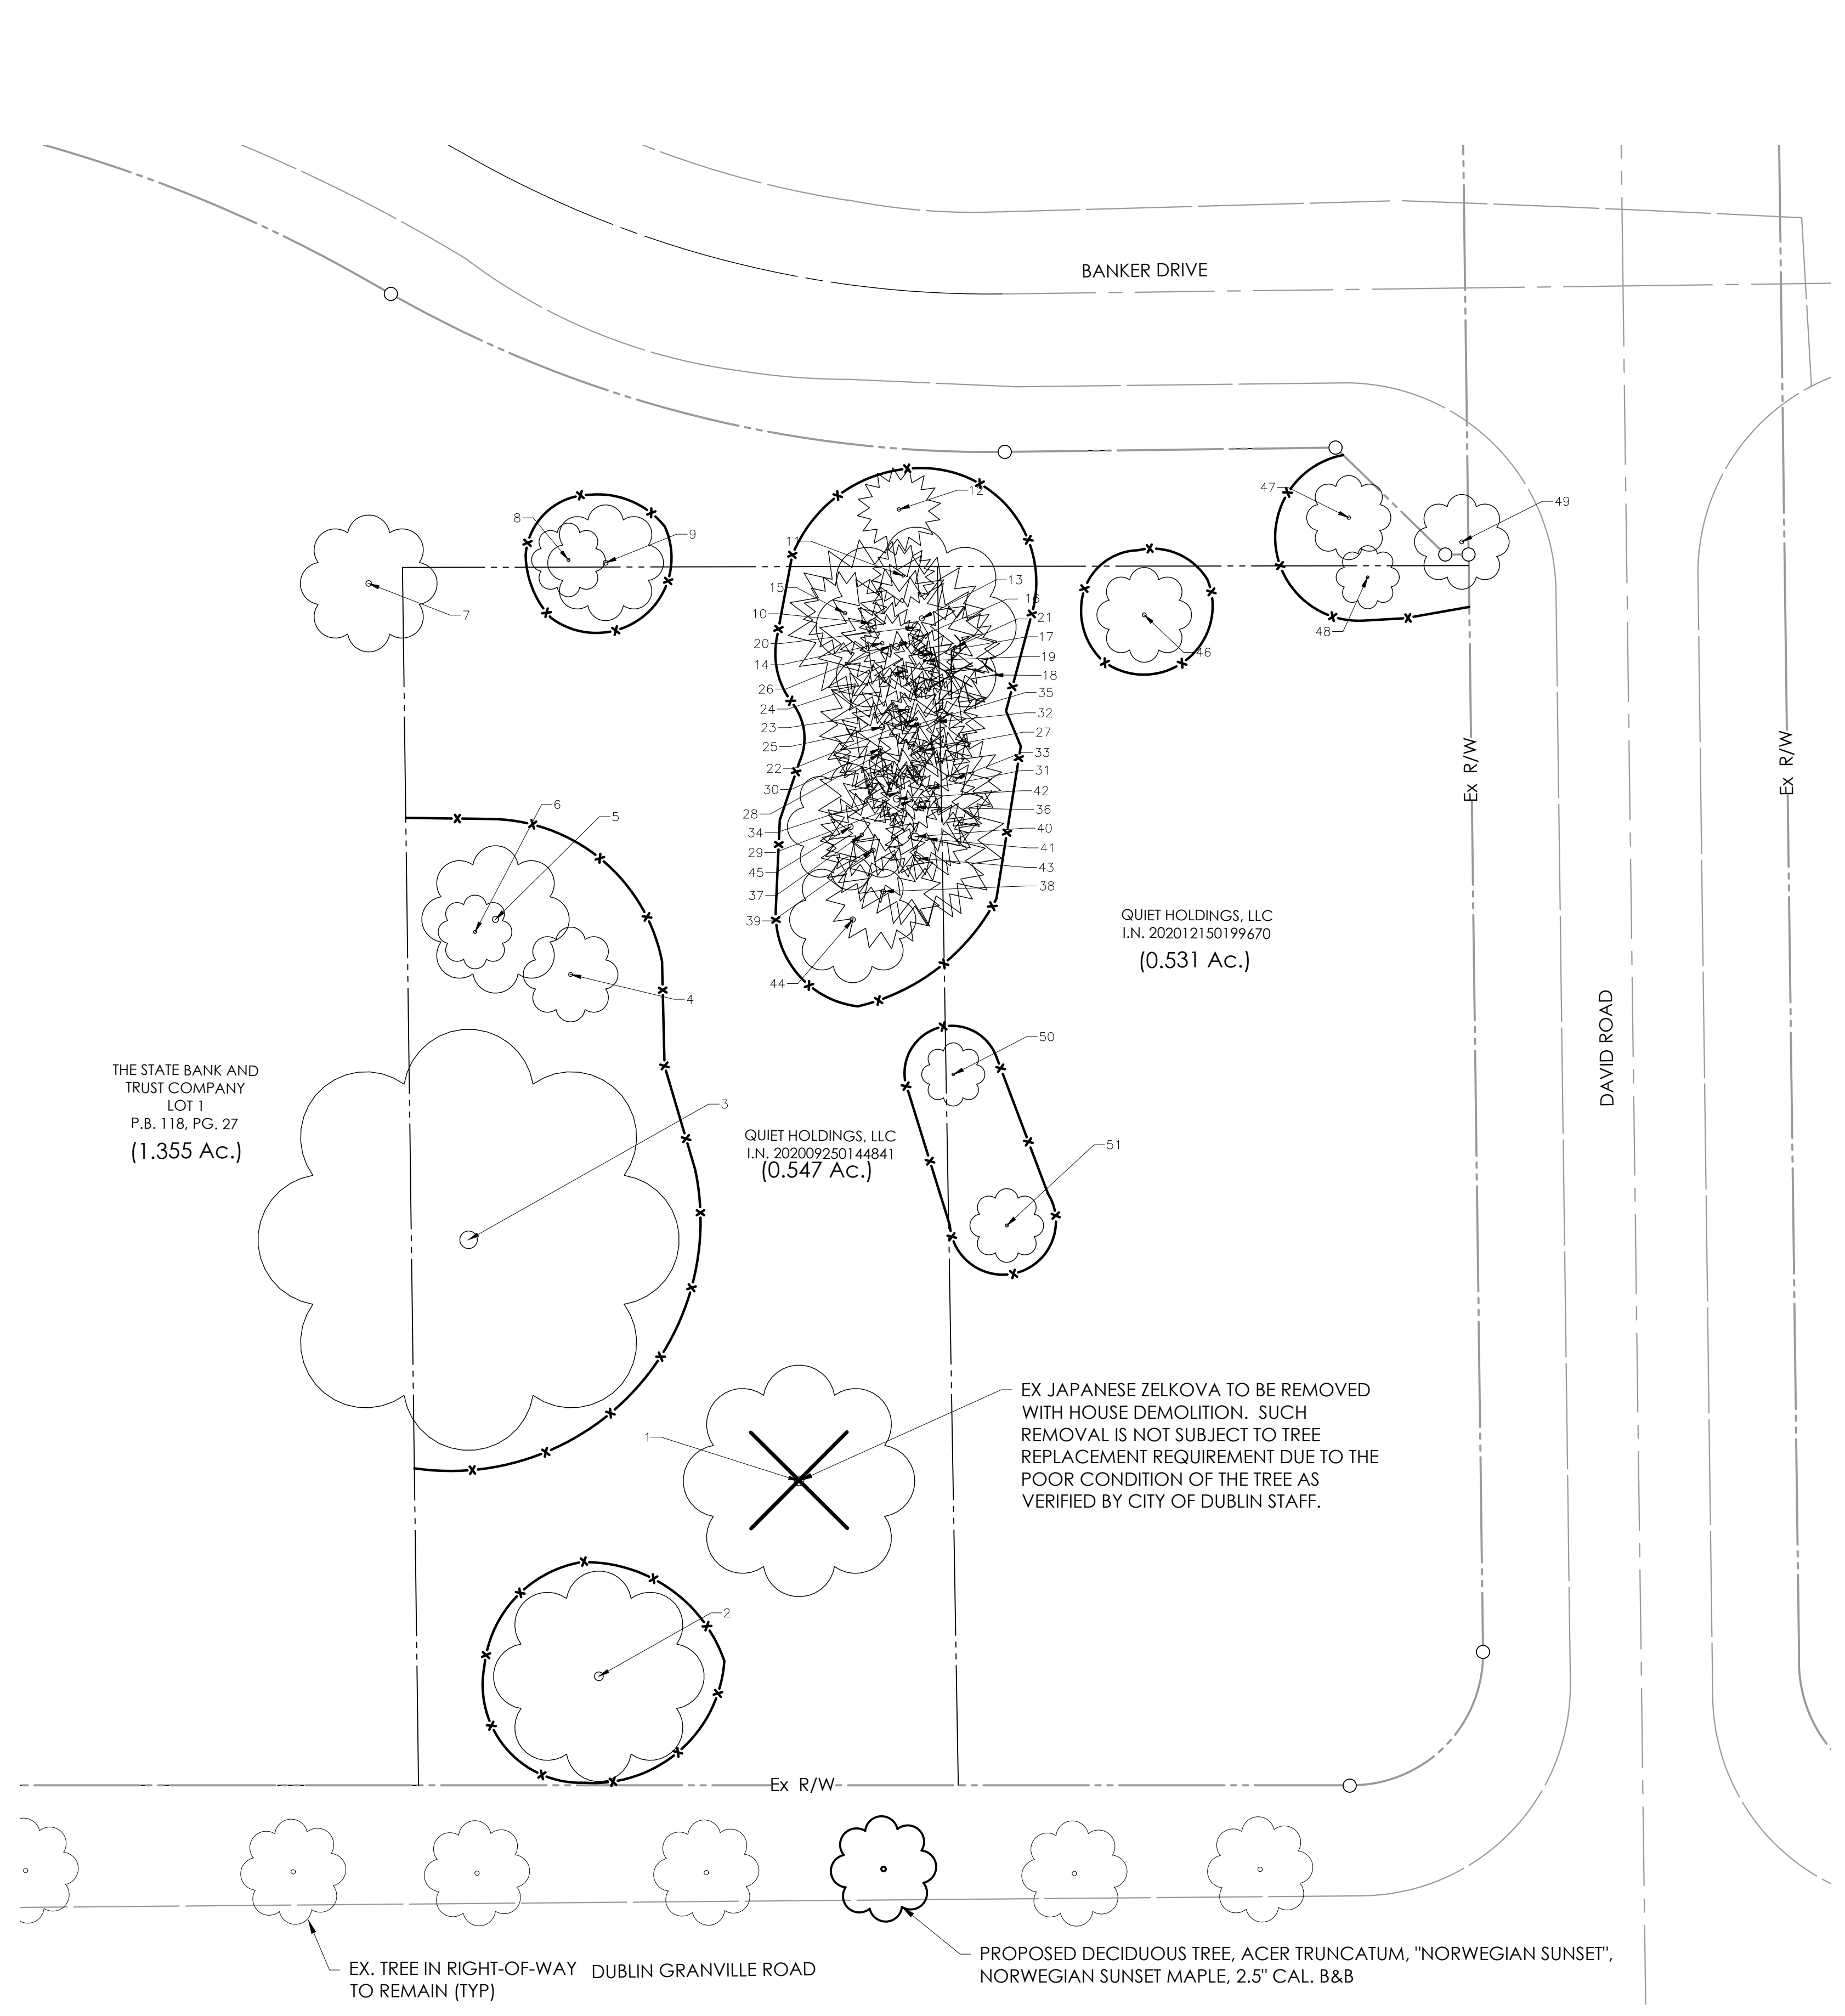 BANKER DRIVE
47
49
12
8
9
11
15
13
10
16
7
21
20
17
48
46
14
19
18
26
35
24
32
23
27
25
33
22
31
30
42
6
28
36
5
34
40
29
41
45
43
37
38
39
44
4
Ex R/W
Ex R/W
QUIET HOLDINGS, LLC
I.N. 202012150199670
(0.531 Ac.)
DAVID ROAD
50
THE STATE BANK AND
TRUST COMPANY
LOT 1
P.B. 118, PG. 27
(1.355 Ac.)
3
QUIET HOLDINGS, LLC
I.N. 202009250144841
(0.547 Ac.)
51
EX JAPANESE ZELKOVA TO BE REMOVED
WITH HOUSE DEMOLITION. SUCH
REMOVAL IS NOT SUBJECT TO TREE
REPLACEMENT REQUIREMENT DUE TO THE
POOR CONDITION OF THE TREE AS
VERIFIED BY CITY OF DUBLIN STAFF.
1
2
Ex R/W
EX. TREE IN RIGHT-OF-WAY
TO REMAIN (TYP)
DUBLIN GRANVILLE ROAD
PROPOSED DECIDUOUS TREE, ACER TRUNCATUM, "NORWEGIAN SUNSET",
NORWEGIAN SUNSET MAPLE, 2.5" CAL. B&B